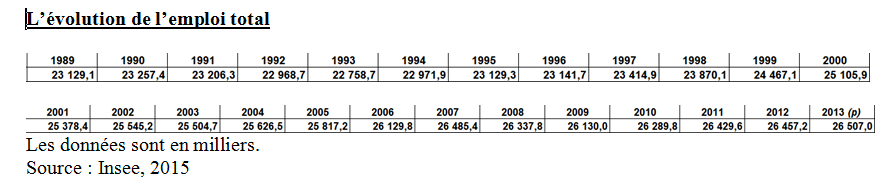 L’évolution de l’emploi total
1989 1990 1991 1992 1993 1994 1995 1996 1997 1998 1999 2000
23 129,1 23 257,4 23 206,3 22 968,7 22 758,7 22 971,9 23 129,3 23 141,7 23 414,9 23 870,1 24 467,1 25 105,9
2001 2002 2003 2004 2005 2006 2007 2008 2009 2010 2011 2012 2013 (p)
25 378,4 25 545,2 25 504,7 25 626,5 25 817,2 26 129,8 26 485,4 26 337,8 26 130,0 26 289,8 26 429,6 26 457,2 26 507,0
Les données sont en milliers.
Source : Insee, 2015